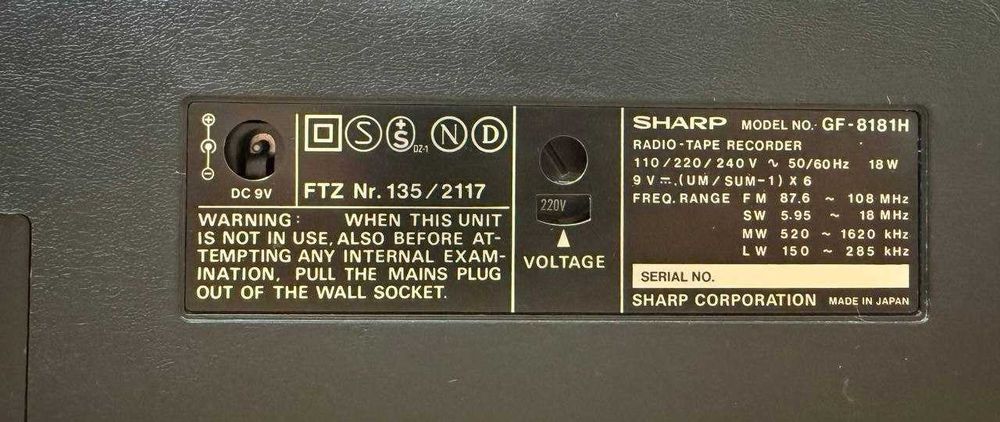 DC 9V
S
S
DZ-1
N
D
FTZ Nr. 135/2117
WARNING: WHEN THIS UNIT
IS NOT IN USE, ALSO BEFORE AT-
TEMPTING ANY INTERNAL EXAM-
INATION, PULL THE MAINS PLUG
OUT OF THE WALL SOCKET.
220V
VOLTAGE
SHARP MODEL NO. GF-8181H
RADIO-TAPE RECORDER
110/220/240V ∿ 50/60Hz 18W
9V ⎓ (UM/SUM-1) X 6
FREQ. RANGE FM 87.6 ~ 108 MHz
SW 5.95 ~ 18 MHz
MW 520 ~ 1620 kHz
LW 150 ~ 285 kHz
SERIAL NO.
SHARP CORPORATION MADE IN JAPAN